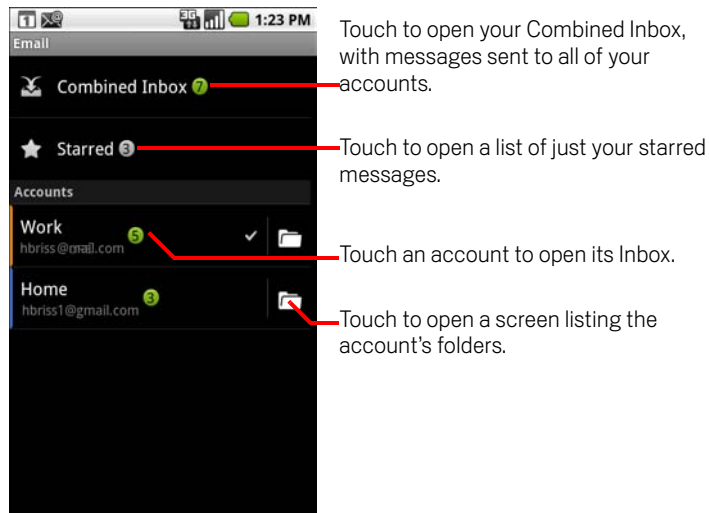 1:23 PM
Email
Combined Inbox 7
Starred 3
Accounts
Work 5
hbriss@gmail.com
Home 3
hbriss1@gmail.com
Touch to open your Combined Inbox,
with messages sent to all of your
accounts.
Touch to open a list of just your starred
messages.
Touch an account to open its Inbox.
Touch to open a screen listing the
account's folders.